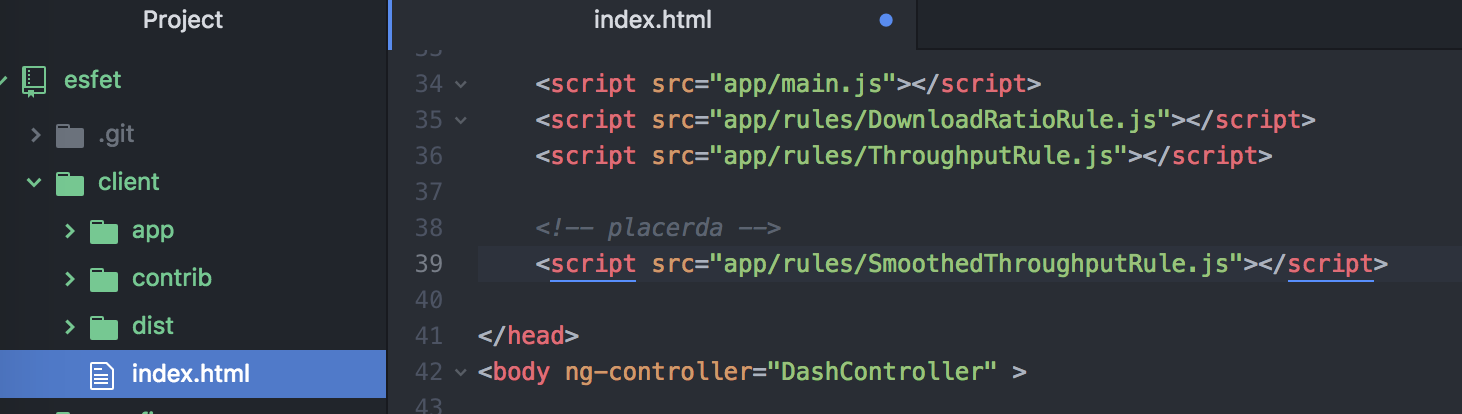 Project
esfet
.git
client
app
contrib
dist
index.html
index.html
34 <script src="app/main.js"></script>
35 <script src="app/rules/DownloadRatioRule.js"></script>
36 <script src="app/rules/ThroughputRule.js"></script>
37
38 <!-- placerda -->
39 <script src="app/rules/SmoothedThroughputRule.js"></script>
40
41 </head>
42 <body ng-controller="DashController" >
43